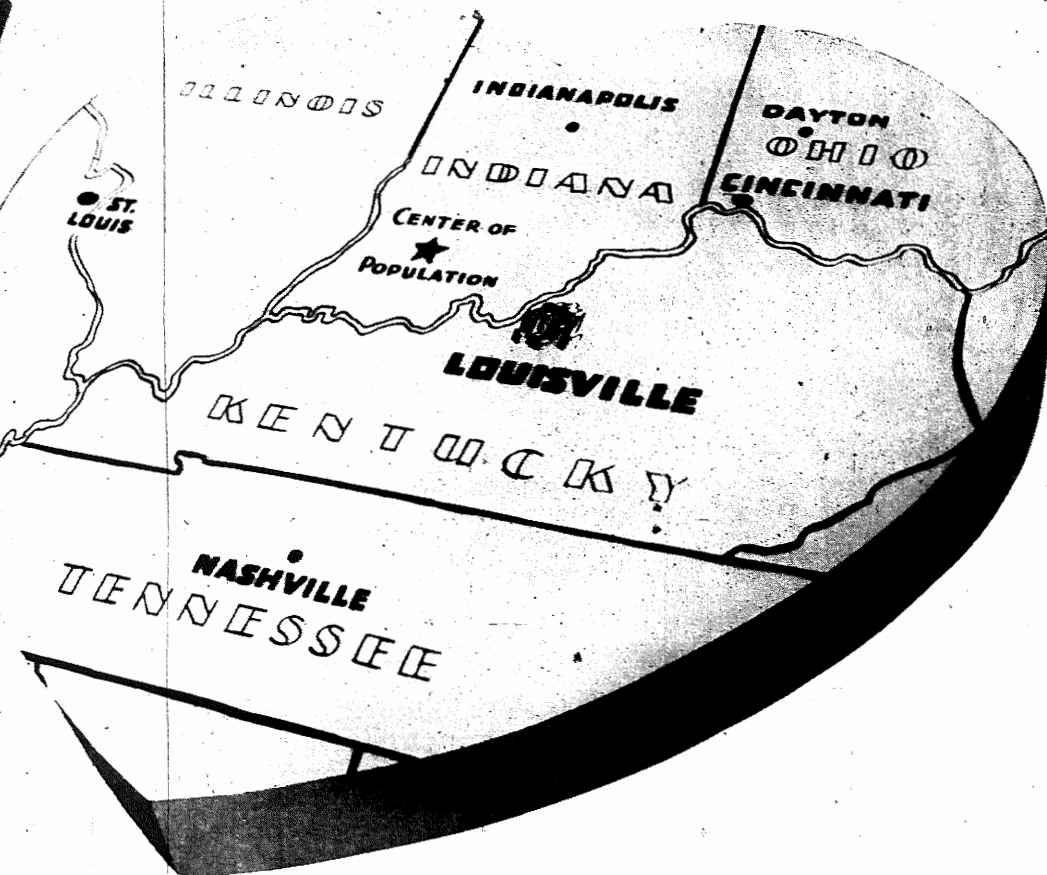 ILLINOIS
INDIANAPOLIS
DAYTON
OHIO
INDIANA
CINCINNATI
ST.
LOUIS
CENTER OF
POPULATION
LOUISVILLE
KENTUCKY
NASHVILLE
TENNESSEE